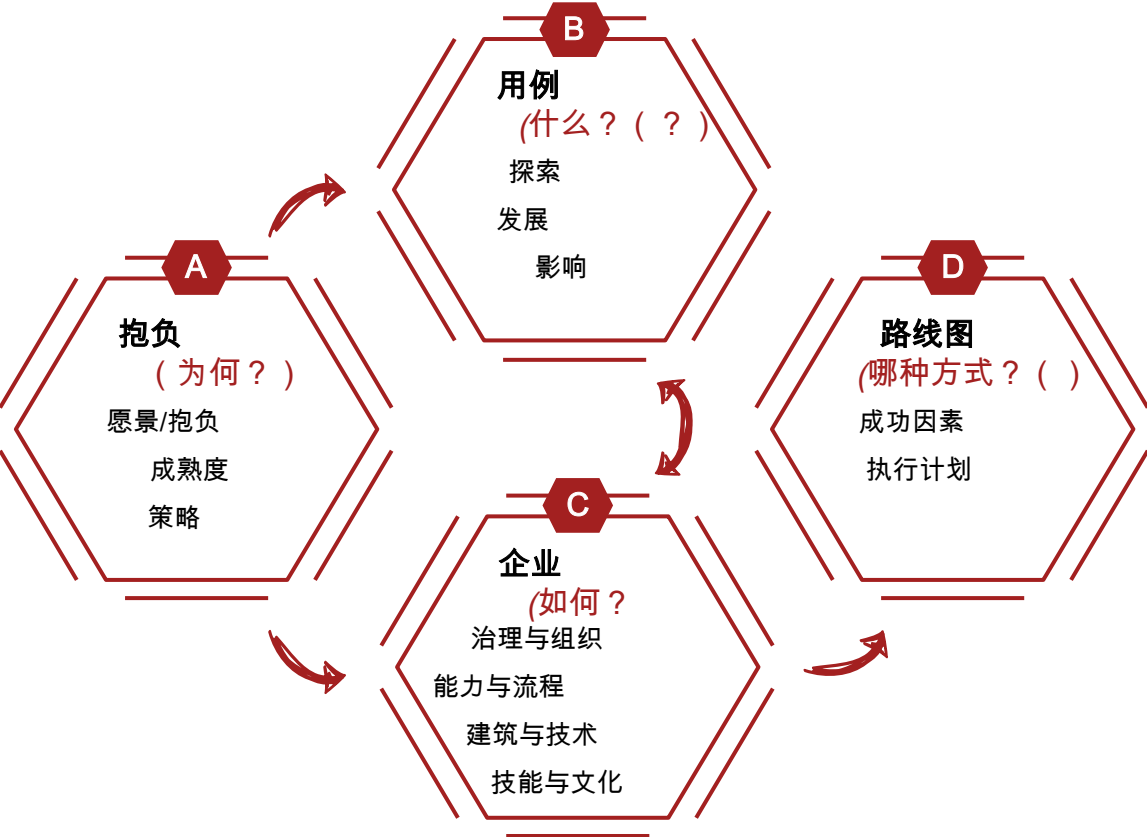 A
抱负
（为何？）
愿景/抱负
成熟度
策略
B
用例
(什么？（ ？）
探索
发展
影响
C
企业
(如何？
治理与组织
能力与流程
建筑与技术
技能与文化
D
路线图
(哪种方式？（ ）
成功因素
执行计划